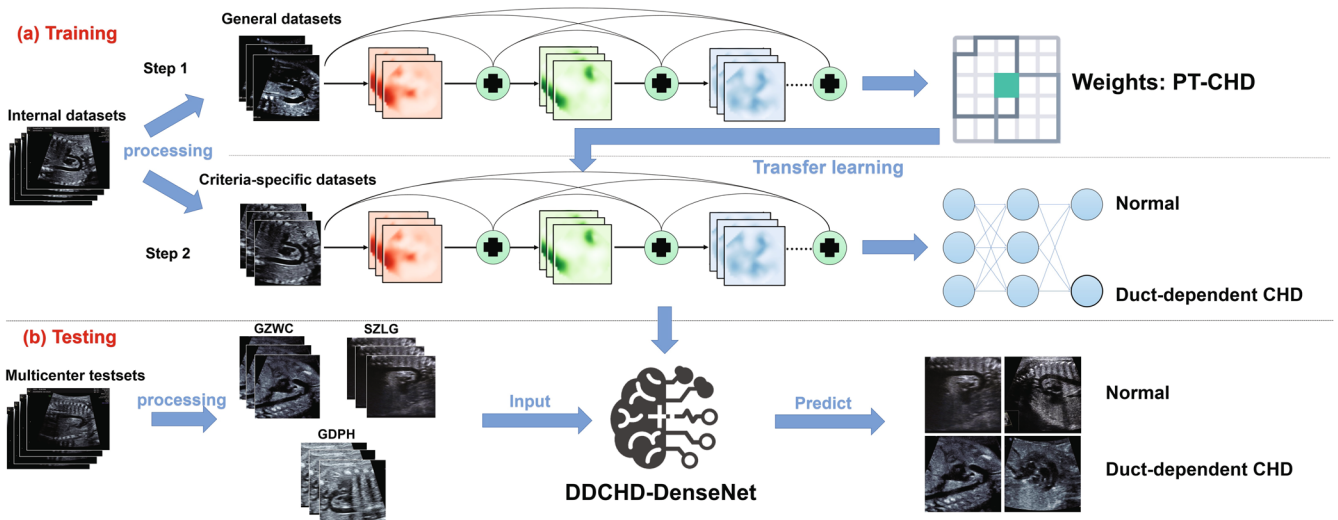 (a) Training
General datasets
Step 1
Weights: PT-CHD
Internal datasets
processing
Transfer learning
Criteria-specific datasets
Step 2
Normal
Duct-dependent CHD
(b) Testing
GZWC
SZLG
Multicenter testsets
processing
Input
Predict
Normal
GDPH
Duct-dependent CHD
DDCHD-DenseNet